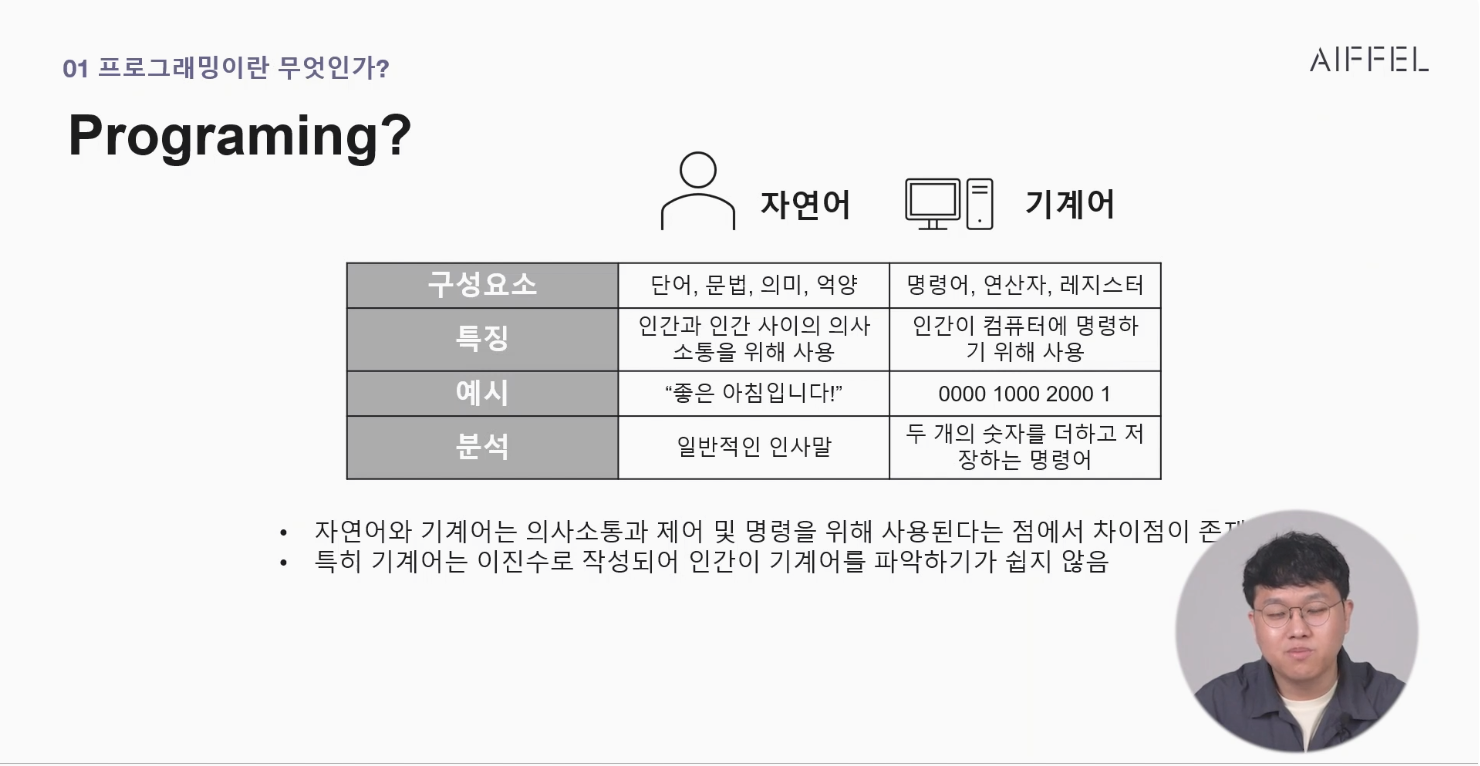 01 프로그래밍이란 무엇인가?
AIFFEL
Programing?
자연어
기계어
구성요소
단어, 문법, 의미, 억양
명령어, 연산자, 레지스터
특징
인간과 인간 사이의 의사
소통을 위해 사용
인간이 컴퓨터에 명령하
기 위해 사용
예시
“좋은 아침입니다!”
0000 1000 2000 1
분석
일반적인 인사말
두 개의 숫자를 더하고 저
장하는 명령어
• 자연어와 기계어는 의사소통과 제어 및 명령을 위해 사용된다는 점에서 차이점이
• 특히 기계어는 이진수로 작성되어 인간이 기계어를 파악하기가 쉽지 않음